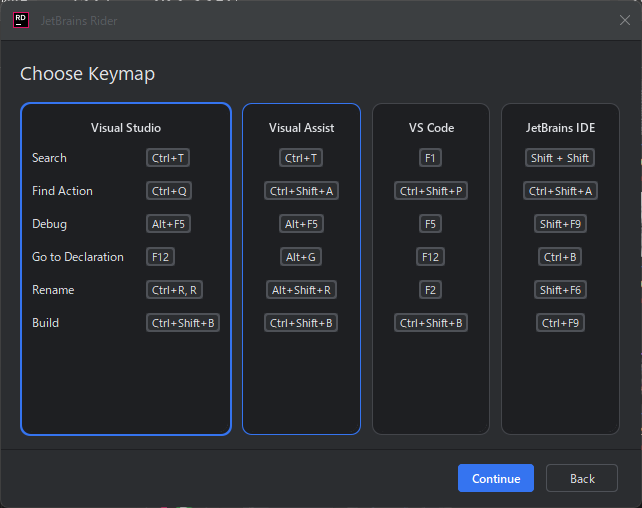 RD
JetBrains Rider
Choose Keymap
Visual Studio Visual Assist VS Code JetBrains IDE
Search Ctrl+T Ctrl+T F1 Shift + Shift
Find Action Ctrl+Q Ctrl+Shift+A Ctrl+Shift+P Ctrl+Shift+A
Debug Alt+F5 Alt+F5 F5 Shift+F9
Go to Declaration F12 Alt+G F12 Ctrl+B
Rename Ctrl+R, R Alt+Shift+R F2 Shift+F6
Build Ctrl+Shift+B Ctrl+Shift+B Ctrl+Shift+B Ctrl+F9
Continue Back